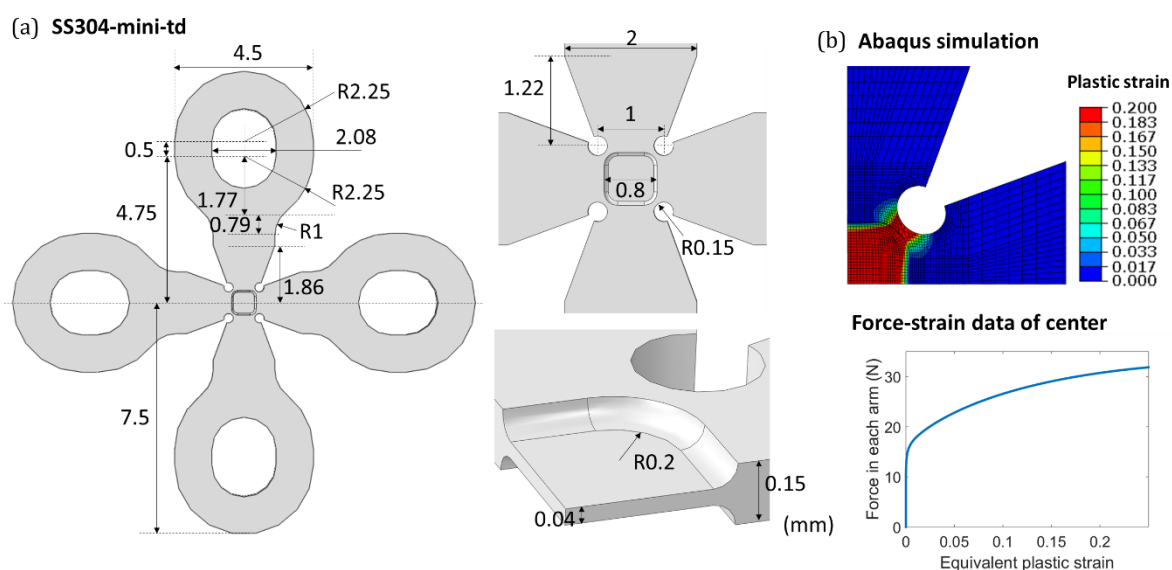 (a) SS304-mini-td
4.5
R2.25
2.08
0.5
1.77
R2.25
4.75
0.79
R1
1.86
7.5
2
1.22
1
0.8
R0.15
R0.2
0.15
0.04
(mm)
(b) Abaqus simulation
Plastic strain
0.200
0.183
0.167
0.150
0.133
0.117
0.100
0.083
0.067
0.050
0.033
0.017
0.000
Force-strain data of center
Force in each arm (N)
30
20
10
0
0 0.05 0.1 0.15 0.2
Equivalent plastic strain